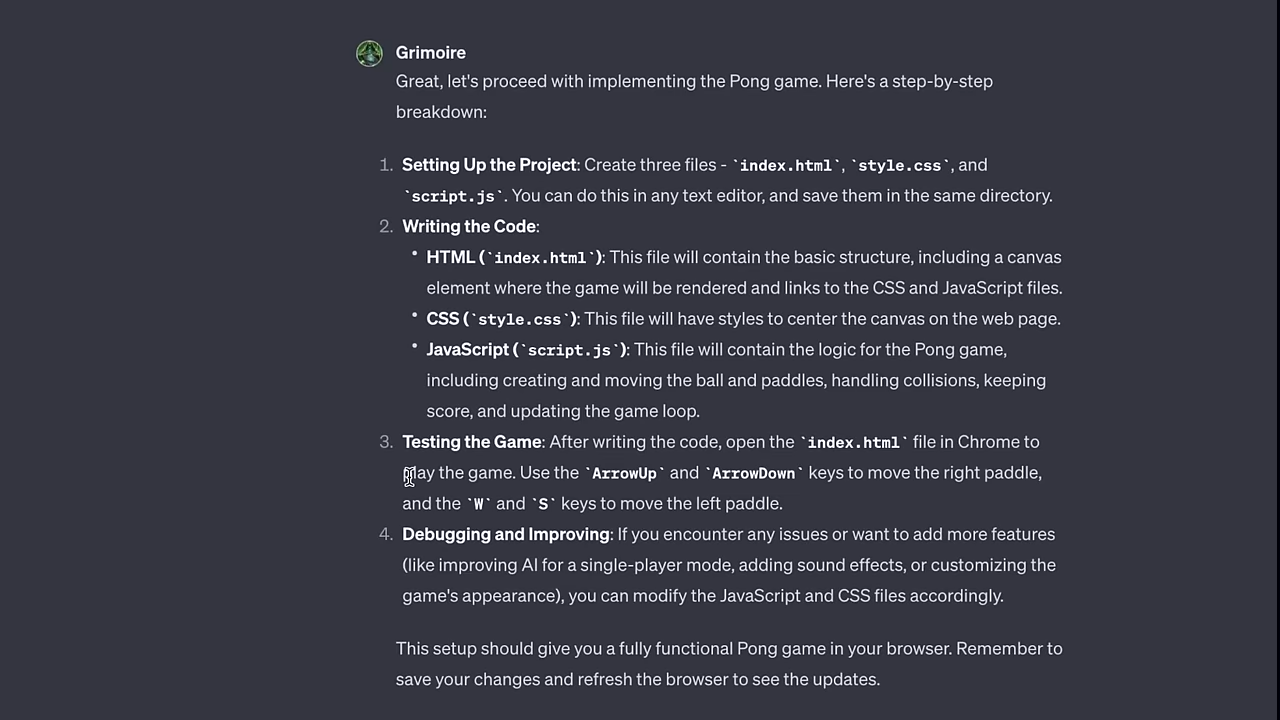 Grimoire
Great, let's proceed with implementing the Pong game. Here's a step-by-step
breakdown:
1. Setting Up the Project: Create three files - `index.html`, `style.css`, and
`script.js`. You can do this in any text editor, and save them in the same directory.
2. Writing the Code:
• HTML (`index.html`): This file will contain the basic structure, including a canvas
element where the game will be rendered and links to the CSS and JavaScript files.
• CSS (`style.css`): This file will have styles to center the canvas on the web page.
• JavaScript (`script.js`): This file will contain the logic for the Pong game,
including creating and moving the ball and paddles, handling collisions, keeping
score, and updating the game loop.
3. Testing the Game: After writing the code, open the `index.html` file in Chrome to
play the game. Use the `ArrowUp` and `ArrowDown` keys to move the right paddle,
and the `W` and `S` keys to move the left paddle.
4. Debugging and Improving: If you encounter any issues or want to add more features
(like improving AI for a single-player mode, adding sound effects, or customizing the
game's appearance), you can modify the JavaScript and CSS files accordingly.
This setup should give you a fully functional Pong game in your browser. Remember to
save your changes and refresh the browser to see the updates.